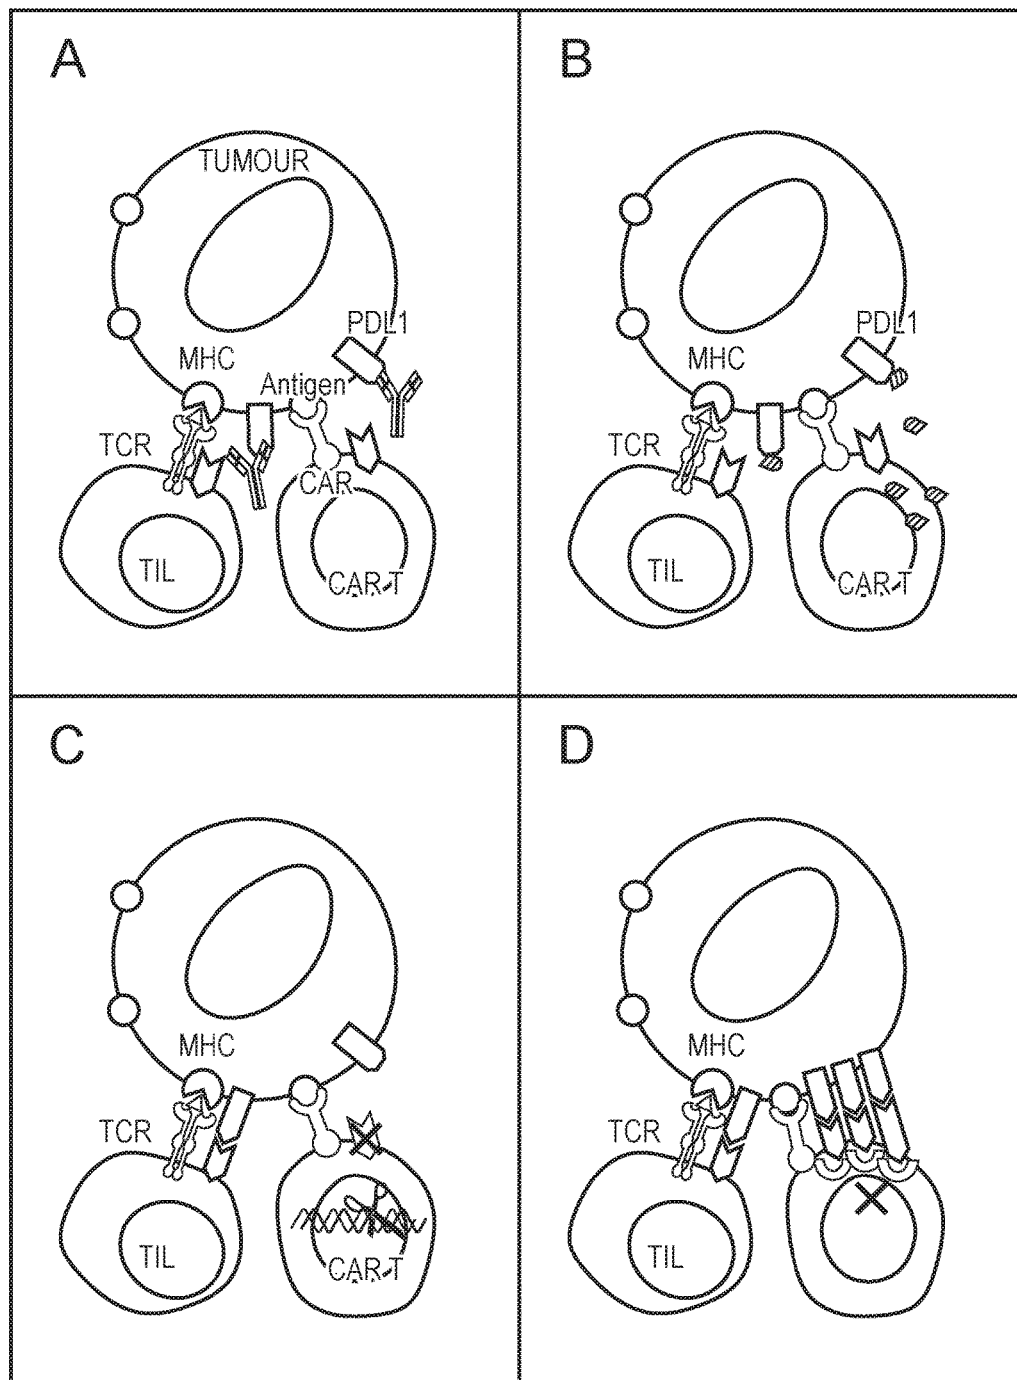 A
TUMOUR
PDL1
MHC
Antigen
TCR
CAR
TIL
CAR-T
B
PDL1
MHC
TCR
TIL
CAR-T
C
MHC
TCR
TIL
CAR-T
D
MHC
TCR
TIL